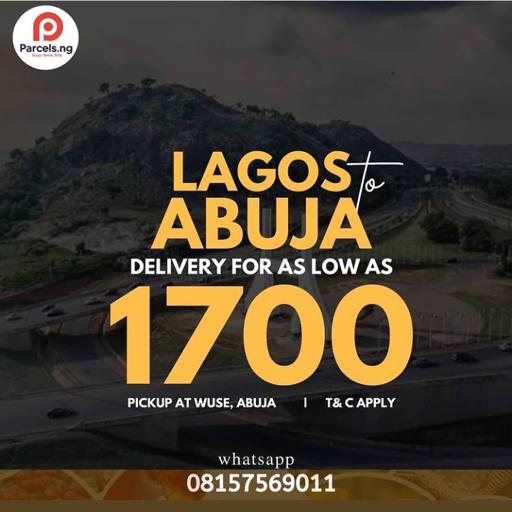 Parcels.ng
LAGOS to
ABUJA
DELIVERY FOR AS LOW AS
1700
PICKUP AT WUSE, ABUJA | T& C APPLY
whatsapp
08157569011